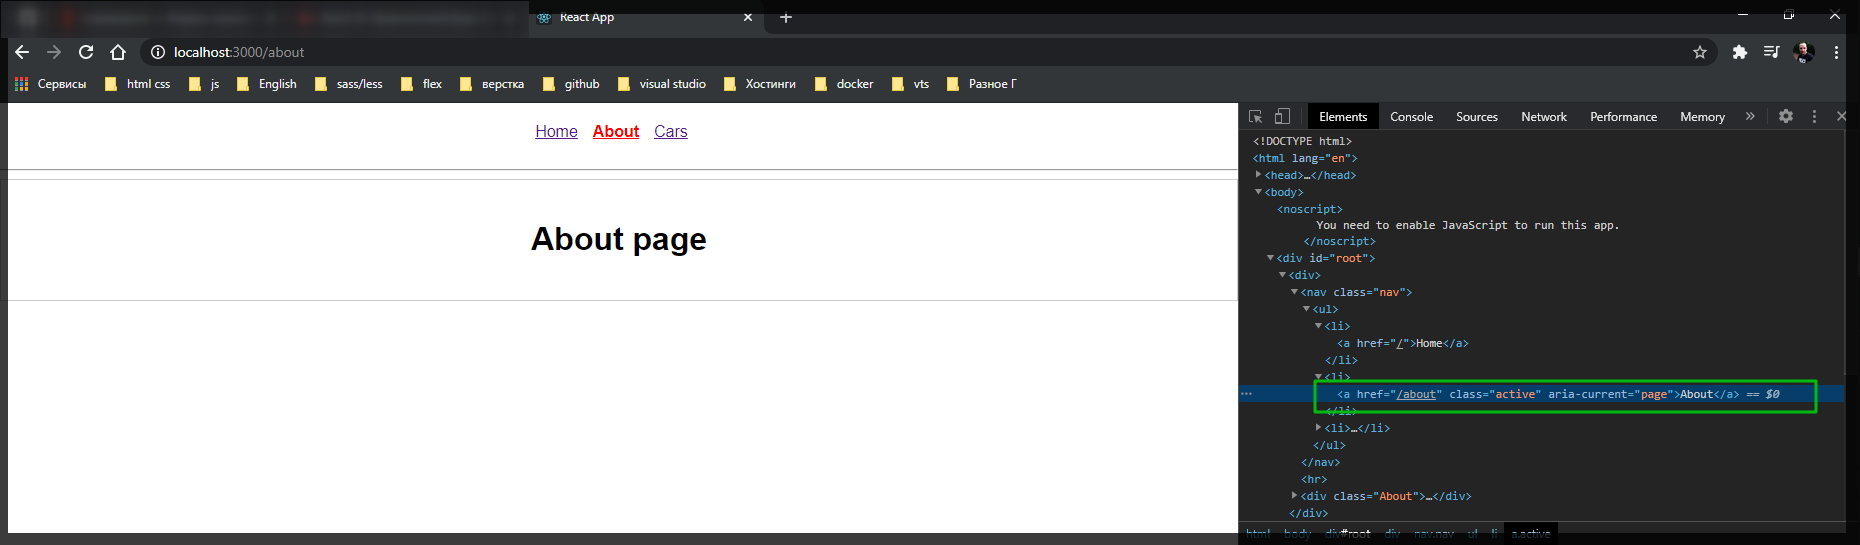 React App
localhost:3000/about
Сервисы html css js English sass/less flex верстка github visual studio Хостинги docker vts Разное Г
Home About Cars
About page
Elements Console Sources Network Performance Memory »
<!DOCTYPE html>
<html lang="en">
<head>…</head>
<body>
<noscript>
You need to enable JavaScript to run this app.
</noscript>
<div id="root">
<div>
<nav class="nav">
<ul>
<li>
<a href="/">Home</a>
</li>
<li>
<a href="/about" class="active" aria-current="page">About</a> == $0
</li>
<li>…</li>
</ul>
</nav>
<hr>
<div class="About">…</div>
</div>
html body div#root div nav.nav ul li a.active